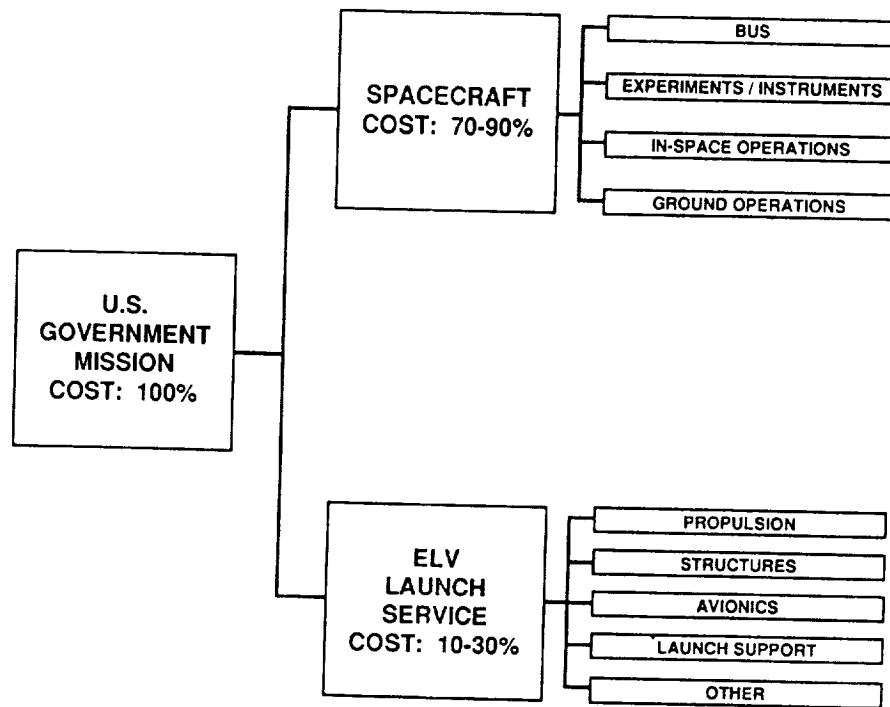 U.S.
GOVERNMENT
MISSION
COST: 100%
SPACECRAFT
COST: 70-90%
BUS
EXPERIMENTS / INSTRUMENTS
IN-SPACE OPERATIONS
GROUND OPERATIONS
ELV
LAUNCH
SERVICE
COST: 10-30%
PROPULSION
STRUCTURES
AVIONICS
LAUNCH SUPPORT
OTHER